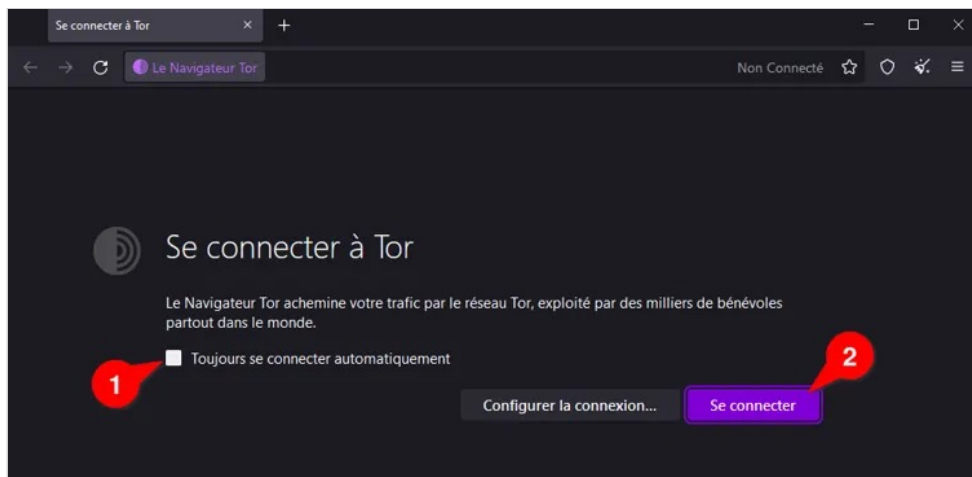 Se connecter à Tor
Le Navigateur Tor
Non Connecté
Se connecter à Tor
Le Navigateur Tor achemine votre trafic par le réseau Tor, exploité par des milliers de bénévoles
partout dans le monde.
Toujours se connecter automatiquement
1
2
Configurer la connexion...
Se connecter